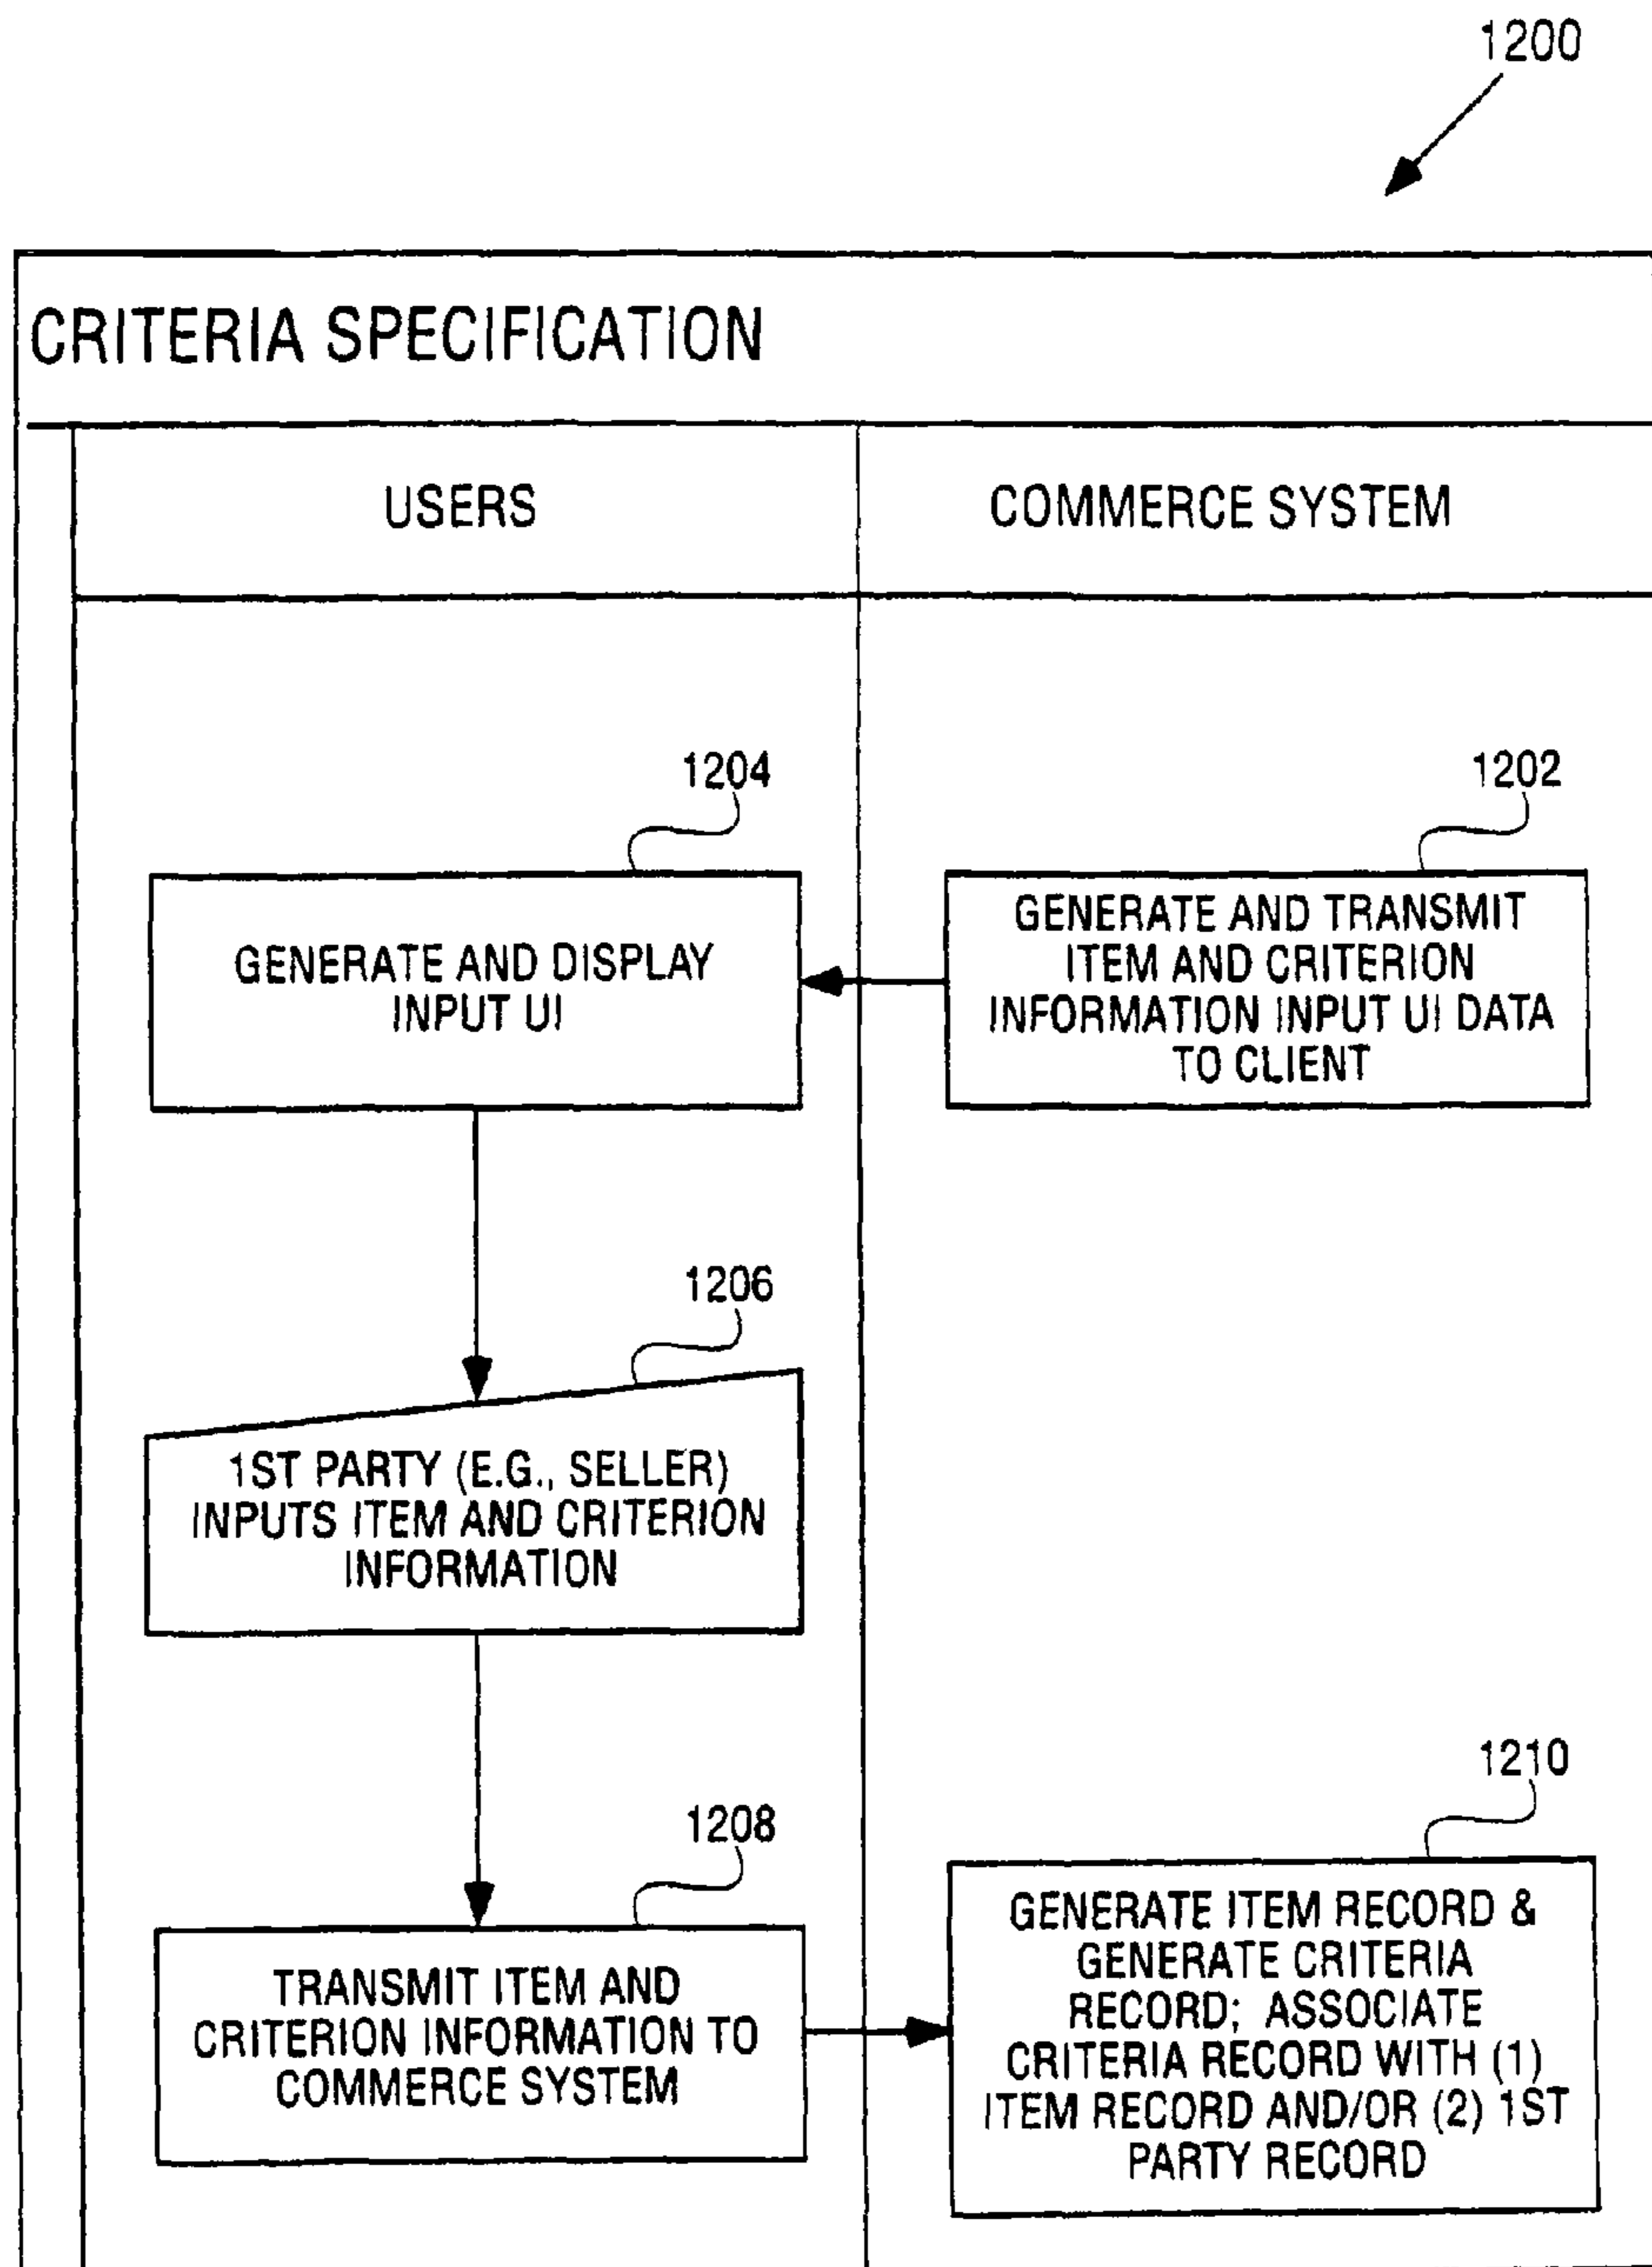 1200
CRITERIA SPECIFICATION
USERS
COMMERCE SYSTEM
1204
GENERATE AND DISPLAY
INPUT UI
1202
GENERATE AND TRANSMIT
ITEM AND CRITERION
INFORMATION INPUT UI DATA
TO CLIENT
1206
1ST PARTY (E.G., SELLER)
INPUTS ITEM AND CRITERION
INFORMATION
1208
TRANSMIT ITEM AND
CRITERION INFORMATION TO
COMMERCE SYSTEM
1210
GENERATE ITEM RECORD &
GENERATE CRITERIA
RECORD; ASSOCIATE
CRITERIA RECORD WITH (1)
ITEM RECORD AND/OR (2) 1ST
PARTY RECORD